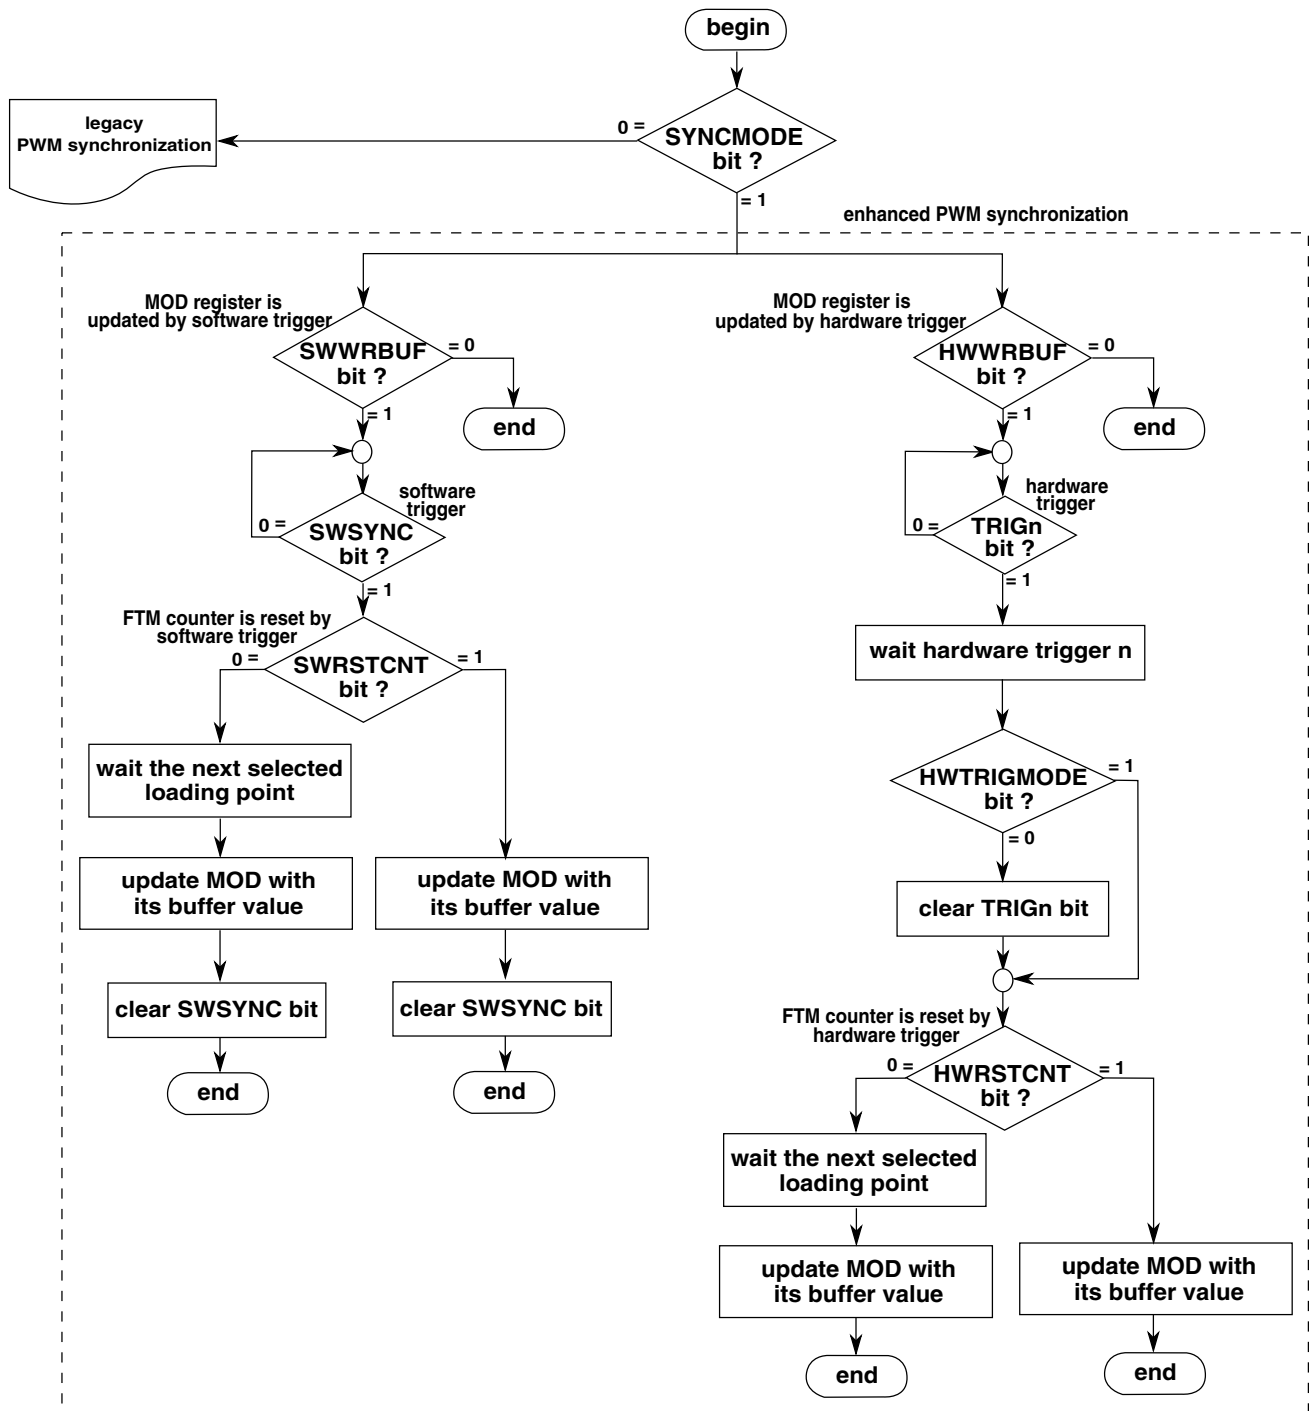 begin
legacy
PWM synchronization
0 =
SYNCMODE
bit ?
= 1
enhanced PWM synchronization
MOD register is
updated by software trigger
SWWRBUF
bit ?
= 0
= 1
end
software
trigger
0 =
SWSYNC
bit ?
= 1
FTM counter is reset by
software trigger
0 =
SWRSTCNT
bit ?
= 1
wait the next selected
loading point
update MOD with
its buffer value
clear SWSYNC bit
end
update MOD with
its buffer value
clear SWSYNC bit
end
MOD register is
updated by hardware trigger
HWWRBUF
bit ?
= 0
= 1
end
hardware
trigger
0 =
TRIGn
bit ?
= 1
wait hardware trigger n
HWTRIGMODE
bit ?
= 1
= 0
clear TRIGn bit
FTM counter is reset by
hardware trigger
0 =
HWRSTCNT
bit ?
= 1
wait the next selected
loading point
update MOD with
its buffer value
end
update MOD with
its buffer value
end